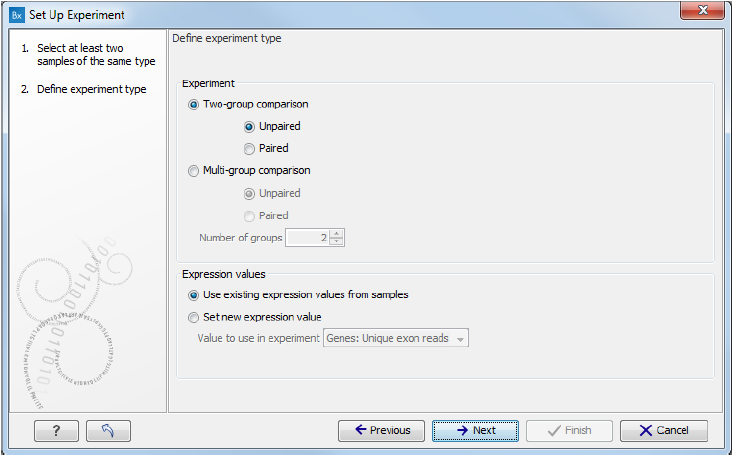 Bx Set Up Experiment
1. Select at least two
samples of the same type
2. Define experiment type
Define experiment type
Experiment
Two-group comparison
Unpaired
Paired
Multi-group comparison
Unpaired
Paired
Number of groups 2
Expression values
Use existing expression values from samples
Set new expression value
Value to use in experiment Genes: Unique exon reads
? Previous Next Finish Cancel